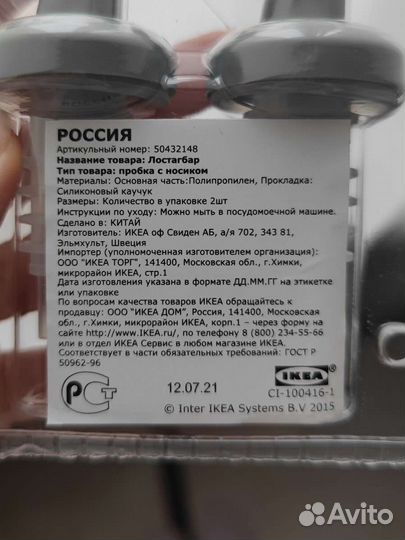 РОССИЯ
Артикульный номер: 50432148
Название товара: Лостагбар
Тип товара: пробка с носиком
Материалы: Основная часть:Полипропилен, Прокладка:
Силиконовый каучук
Размеры: Количество в упаковке 2шт
Инструкции по уходу: Можно мыть в посудомоечной машине.
Сделано в: КИТАЙ
Изготовитель: ИКЕА оф Свиден АБ, а/я 702, 343 81,
Эльмхульт, Швеция
Импортер (уполномоченная изготовителем организация):
ООО "ИКЕА ТОРГ", 141400, Московская обл., г.Химки,
микрорайон ИКЕА, стр.1
Дата изготовления указана в формате ДД.ММ.ГГ на этикетке
или упаковке
По вопросам качества товаров ИКЕА обращайтесь к
продавцу: ООО "ИКЕА ДОМ", Россия, 141400, Московская
обл., г.Химки, микрорайон ИКЕА, корп.1 – через форму на
сайте http://www.IKEA.ru/, по телефону 8 (800) 234-55-66
или в отдел ИКЕА Сервис в любом магазине ИКЕА.
Соответствует в части обязательных требований: ГОСТ Р
50962-96
РСТ
12.07.21
IKEA
CI-100416-1
© Inter IKEA Systems B.V 2015
Avito